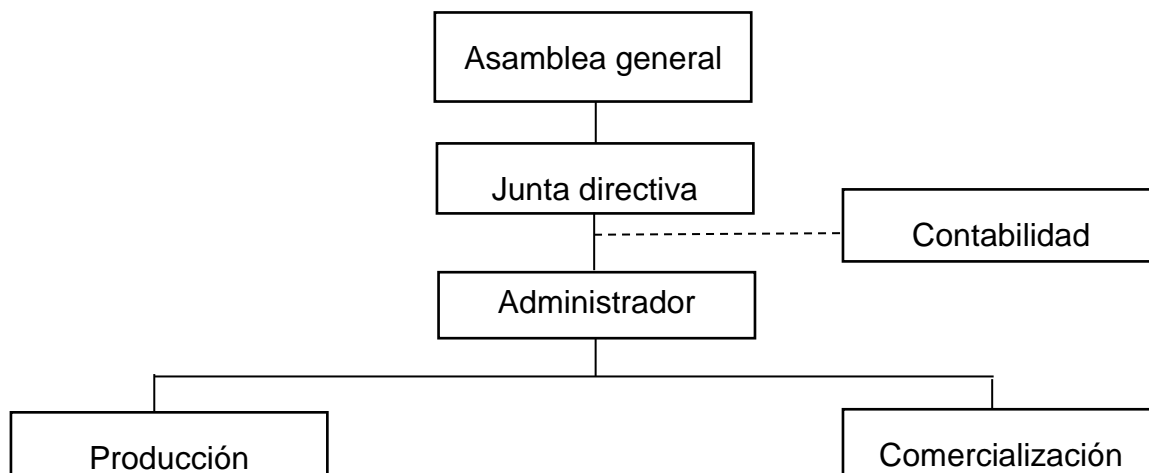 Asamblea general
Junta directiva
Contabilidad
Administrador
Producción
Comercialización